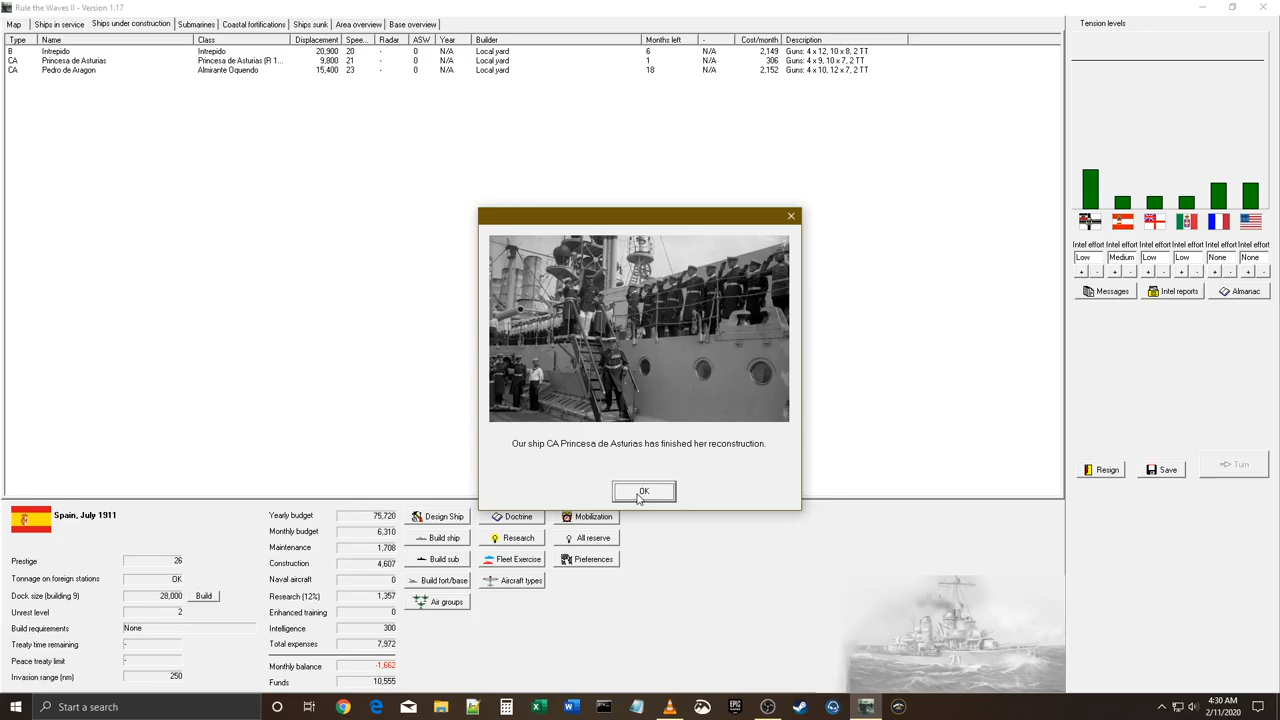 Rule the Waves II - Version 1.17
Map Ships in service Ships under construction Submarines Coastal fortifications Ships sunk Area overview Base overview
Type Name Class Displacement Spee... Radar ASW Year Builder Months left - Cost/month Description
B Intrepido Intrepido 20,900 20 - 0 N/A Local yard 6 N/A 2,149 Guns: 4 x 12, 10 x 8, 2 TT
CA Princesa de Asturias Princesa de Asturias (R 1... 9,800 21 - 0 N/A Local yard 1 N/A 306 Guns: 4 x 9, 10 x 7, 2 TT
CA Pedro de Aragon Almirante Oquendo 15,400 23 - 0 N/A Local yard 18 N/A 2,152 Guns: 4 x 10, 12 x 7, 2 TT
Tension levels
Intel effort Intel effort Intel effort Intel effort Intel effort Intel effort
Low Medium Low Low None None
+ - + - + - + - + - + -
Messages Intel reports Almanac
Resign Save Turn
Our ship CA Princesa de Asturias has finished her reconstruction.
OK
Spain, July 1911
Prestige 26
Tonnage on foreign stations OK
Dock size (building 9) 28,000 Build
Unrest level 2
Build requirements None
Treaty time remaining -
Peace treaty limit -
Invasion range (nm) 250
Yearly budget 75,720
Monthly budget 6,310
Maintenance 1,708
Construction 4,607
Naval aircraft 0
Research (12%) 1,357
Enhanced training 0
Intelligence 300
Total expenses 7,972
Monthly balance -1,662
Funds 10,555
Design Ship Doctrine Mobilization
Build ship Research All reserve
Build sub Fleet Exercise Preferences
Build fort/base Aircraft types
Air groups
Start a search
4:30 AM
2/11/2020